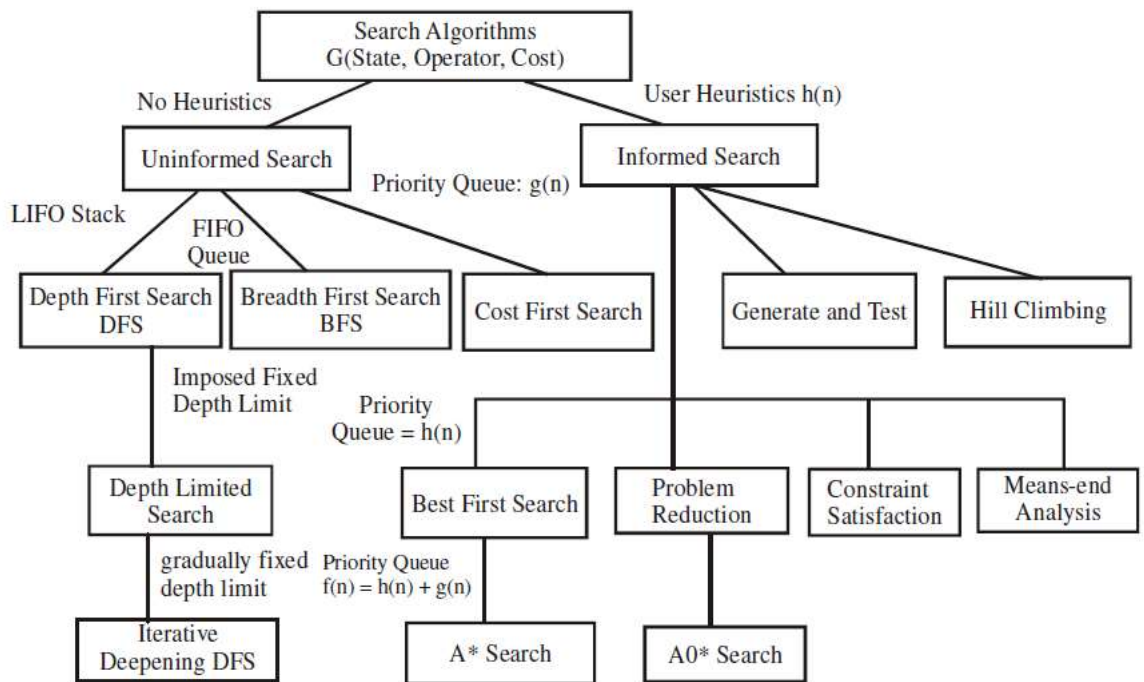 Search Algorithms
G(State, Operator, Cost)
No Heuristics
User Heuristics h(n)
Uninformed Search
Informed Search
Priority Queue: g(n)
LIFO Stack
FIFO
Queue
Depth First Search
DFS
Breadth First Search
BFS
Cost First Search
Generate and Test
Hill Climbing
Imposed Fixed
Depth Limit
Priority
Queue = h(n)
Depth Limited
Search
Best First Search
Problem
Reduction
Constraint
Satisfaction
Means-end
Analysis
gradually fixed
depth limit
Priority Queue
f(n) = h(n) + g(n)
Iterative
Deepening DFS
A* Search
A0* Search